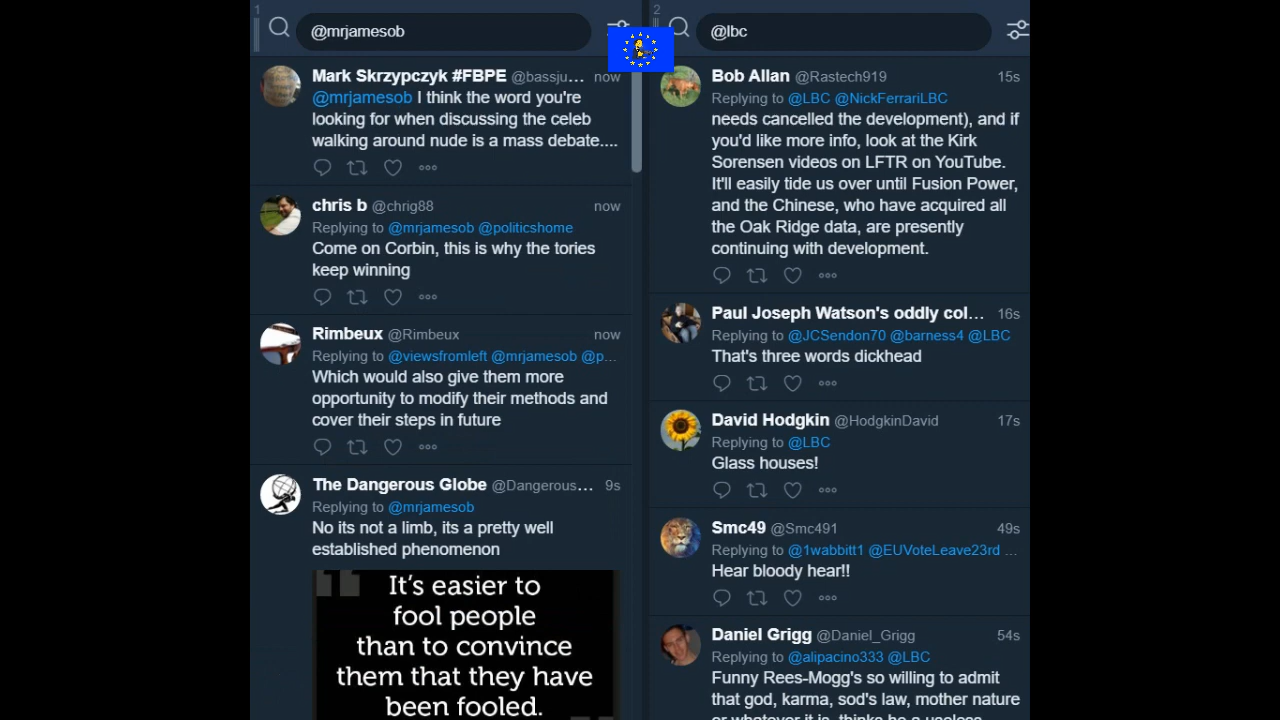 1
@mrjamesob
Mark Skrzypczyk #FBPE @bassju... now
@mrjamesob I think the word you're
looking for when discussing the celeb
walking around nude is a mass debate....
chris b @chrig88 now
Replying to @mrjamesob @politicshome
Come on Corbin, this is why the tories
keep winning
Rimbeux @Rimbeux now
Replying to @viewsfromleft @mrjamesob @p...
Which would also give them more
opportunity to modify their methods and
cover their steps in future
The Dangerous Globe @Dangerous... 9s
Replying to @mrjamesob
No its not a limb, its a pretty well
established phenomenon
It's easier to
fool people
than to convince
them that they have
been fooled.
2
@lbc
Bob Allan @Rastech919 15s
Replying to @LBC @NickFerrariLBC
needs cancelled the development), and if
you'd like more info, look at the Kirk
Sorensen videos on LFTR on YouTube.
It'll easily tide us over until Fusion Power,
and the Chinese, who have acquired all
the Oak Ridge data, are presently
continuing with development.
Paul Joseph Watson's oddly col... 16s
Replying to @JCSendon70 @barness4 @LBC
That's three words dickhead
David Hodgkin @HodgkinDavid 17s
Replying to @LBC
Glass houses!
Smc49 @Smc491 49s
Replying to @1wabbitt1 @EUVoteLeave23rd ...
Hear bloody hear!!
Daniel Grigg @Daniel_Grigg 54s
Replying to @alipacino333 @LBC
Funny Rees-Mogg's so willing to admit
that god, karma, sod's law, mother nature
or whatever it is, thinks he a useless